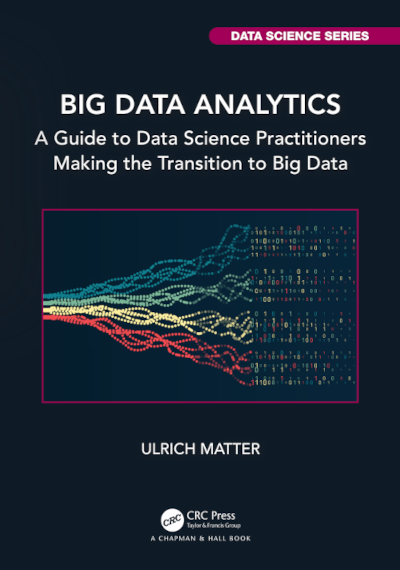 DATA SCIENCE SERIES
BIG DATA ANALYTICS
A Guide to Data Science Practitioners
Making the Transition to Big Data
ULRICH MATTER
CRC
CRC Press
Taylor & Francis Group
A CHAPMAN & HALL BOOK